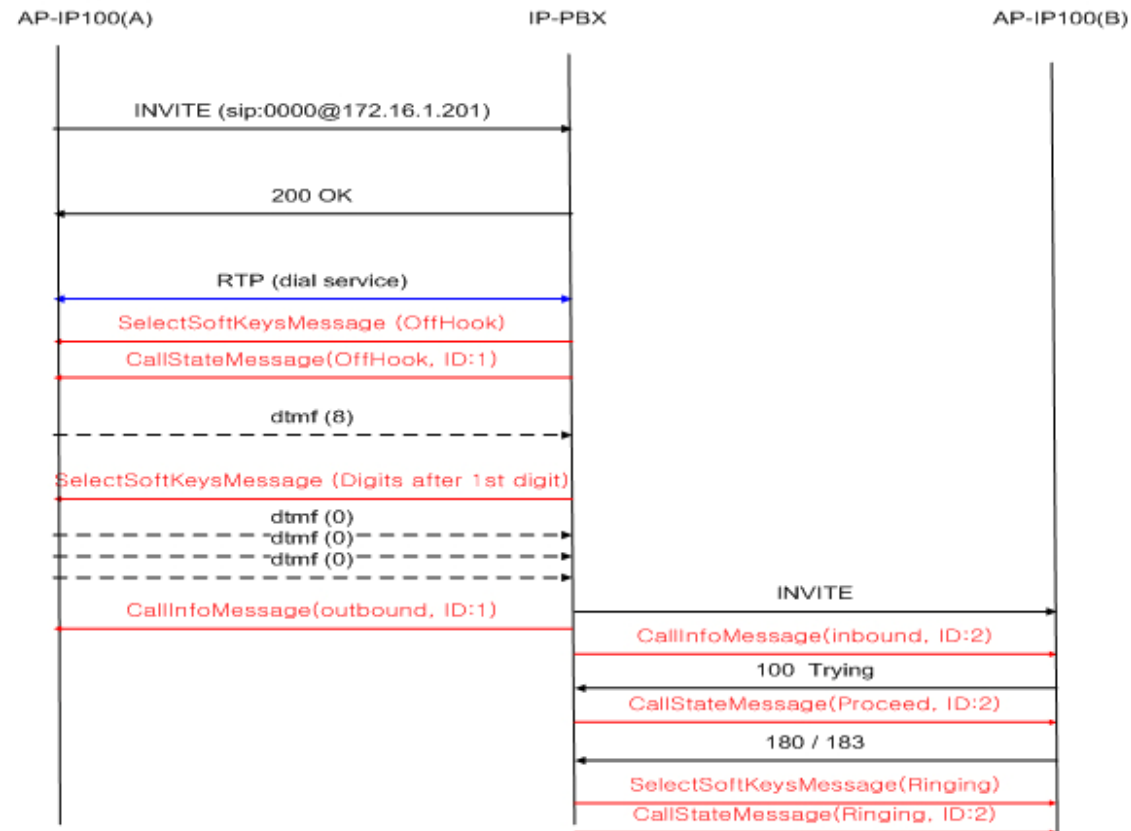 AP-IP100(A) IP-PBX AP-IP100(B)
INVITE (sip:0000@172.16.1.201)
200 OK
RTP (dial service)
SelectSoftKeysMessage (OffHook)
CallStateMessage(OffHook, ID:1)
dtmf (8)
SelectSoftKeysMessage (Digits after 1st digit)
dtmf (0)
dtmf (0)
dtmf (0)
INVITE
CallInfoMessage(outbound, ID:1)
CallInfoMessage(inbound, ID:2)
100 Trying
CallStateMessage(Proceed, ID:2)
180 / 183
SelectSoftKeysMessage(Ringing)
CallStateMessage(Ringing, ID:2)